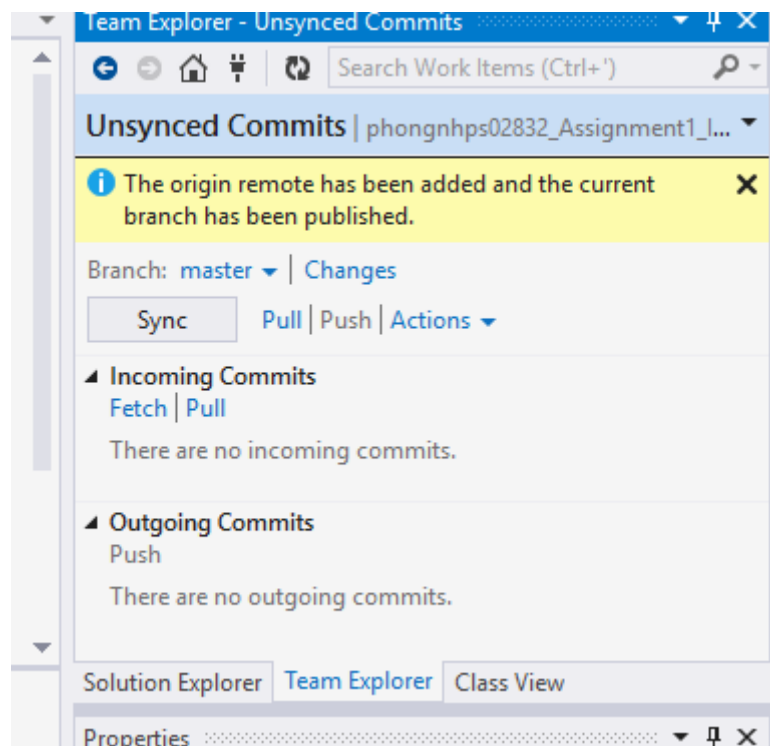 Team Explorer - Unsynced Commits
Search Work Items (Ctrl+')
Unsynced Commits | phongnhps02832_Assignment1_I...
The origin remote has been added and the current
branch has been published.
Branch: master | Changes
Sync Pull | Push | Actions
Incoming Commits
Fetch | Pull
There are no incoming commits.
Outgoing Commits
Push
There are no outgoing commits.
Solution Explorer Team Explorer Class View
Properties